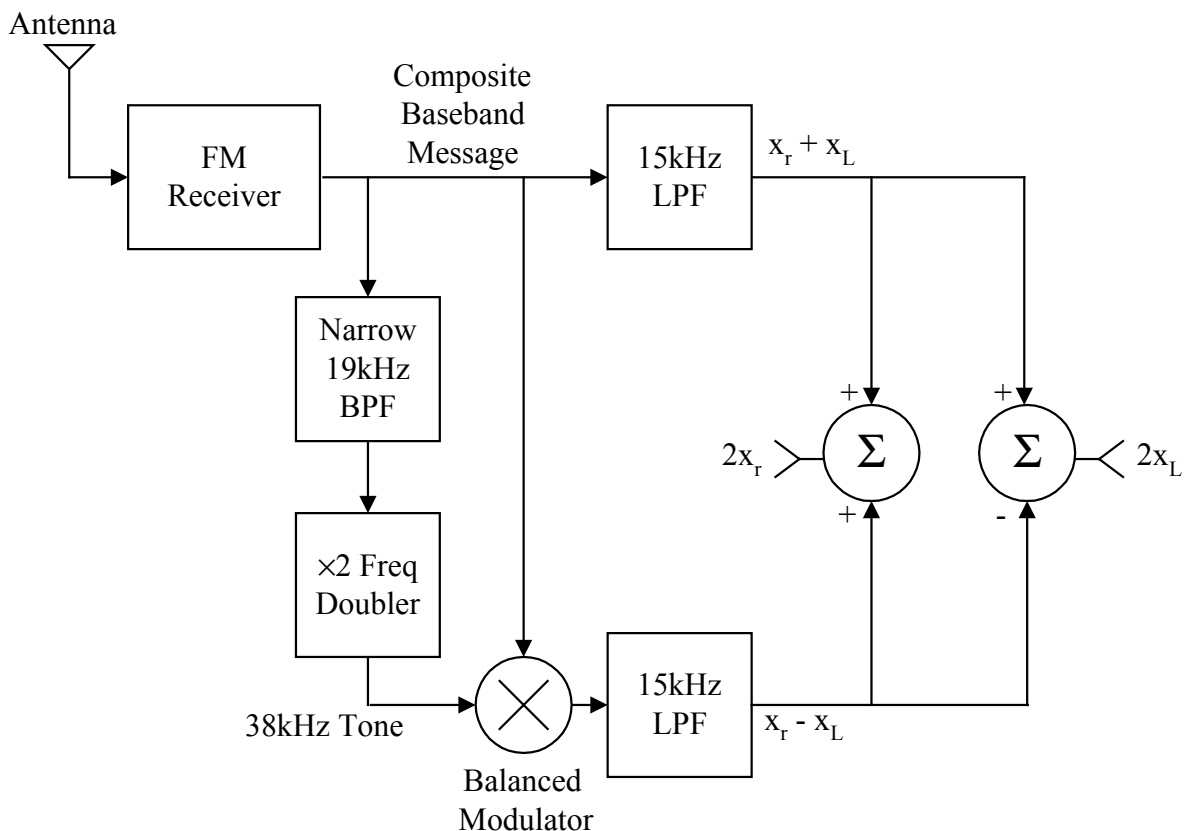 Antenna
FM
Receiver
Composite
Baseband
Message
15kHz
LPF
x_r + x_L
Narrow
19kHz
BPF
×2 Freq
Doubler
38kHz Tone
Balanced
Modulator
15kHz
LPF
x_r - x_L
+
+
2x_r
Σ
Σ
2x_L
+
-